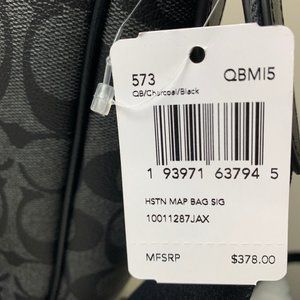 573 QBMI5
QB/Charcoal/Black
1 93971 63794 5
HSTN MAP BAG SIG
10011287JAX
MFSRP $378.00